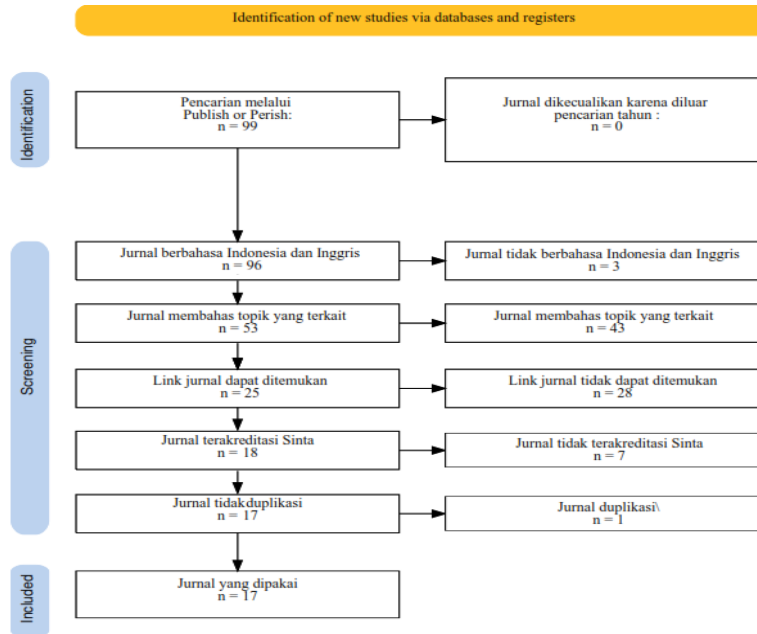 Identification of new studies via databases and registers
Identification
Pencarian melalui
Publish or Perish:
n = 99
Jurnal dikecualikan karena diluar
pencarian tahun :
n = 0
Screening
Jurnal berbahasa Indonesia dan Inggris
n = 96
Jurnal tidak berbahasa Indonesia dan Inggris
n = 3
Jurnal membahas topik yang terkait
n = 53
Jurnal membahas topik yang terkait
n = 43
Link jurnal dapat ditemukan
n = 25
Link jurnal tidak dapat ditemukan
n = 28
Jurnal terakreditasi Sinta
n = 18
Jurnal tidak terakreditasi Sinta
n = 7
Jurnal tidakduplikasi
n = 17
Jurnal duplikasi\
n = 1
Included
Jurnal yang dipakai
n = 17